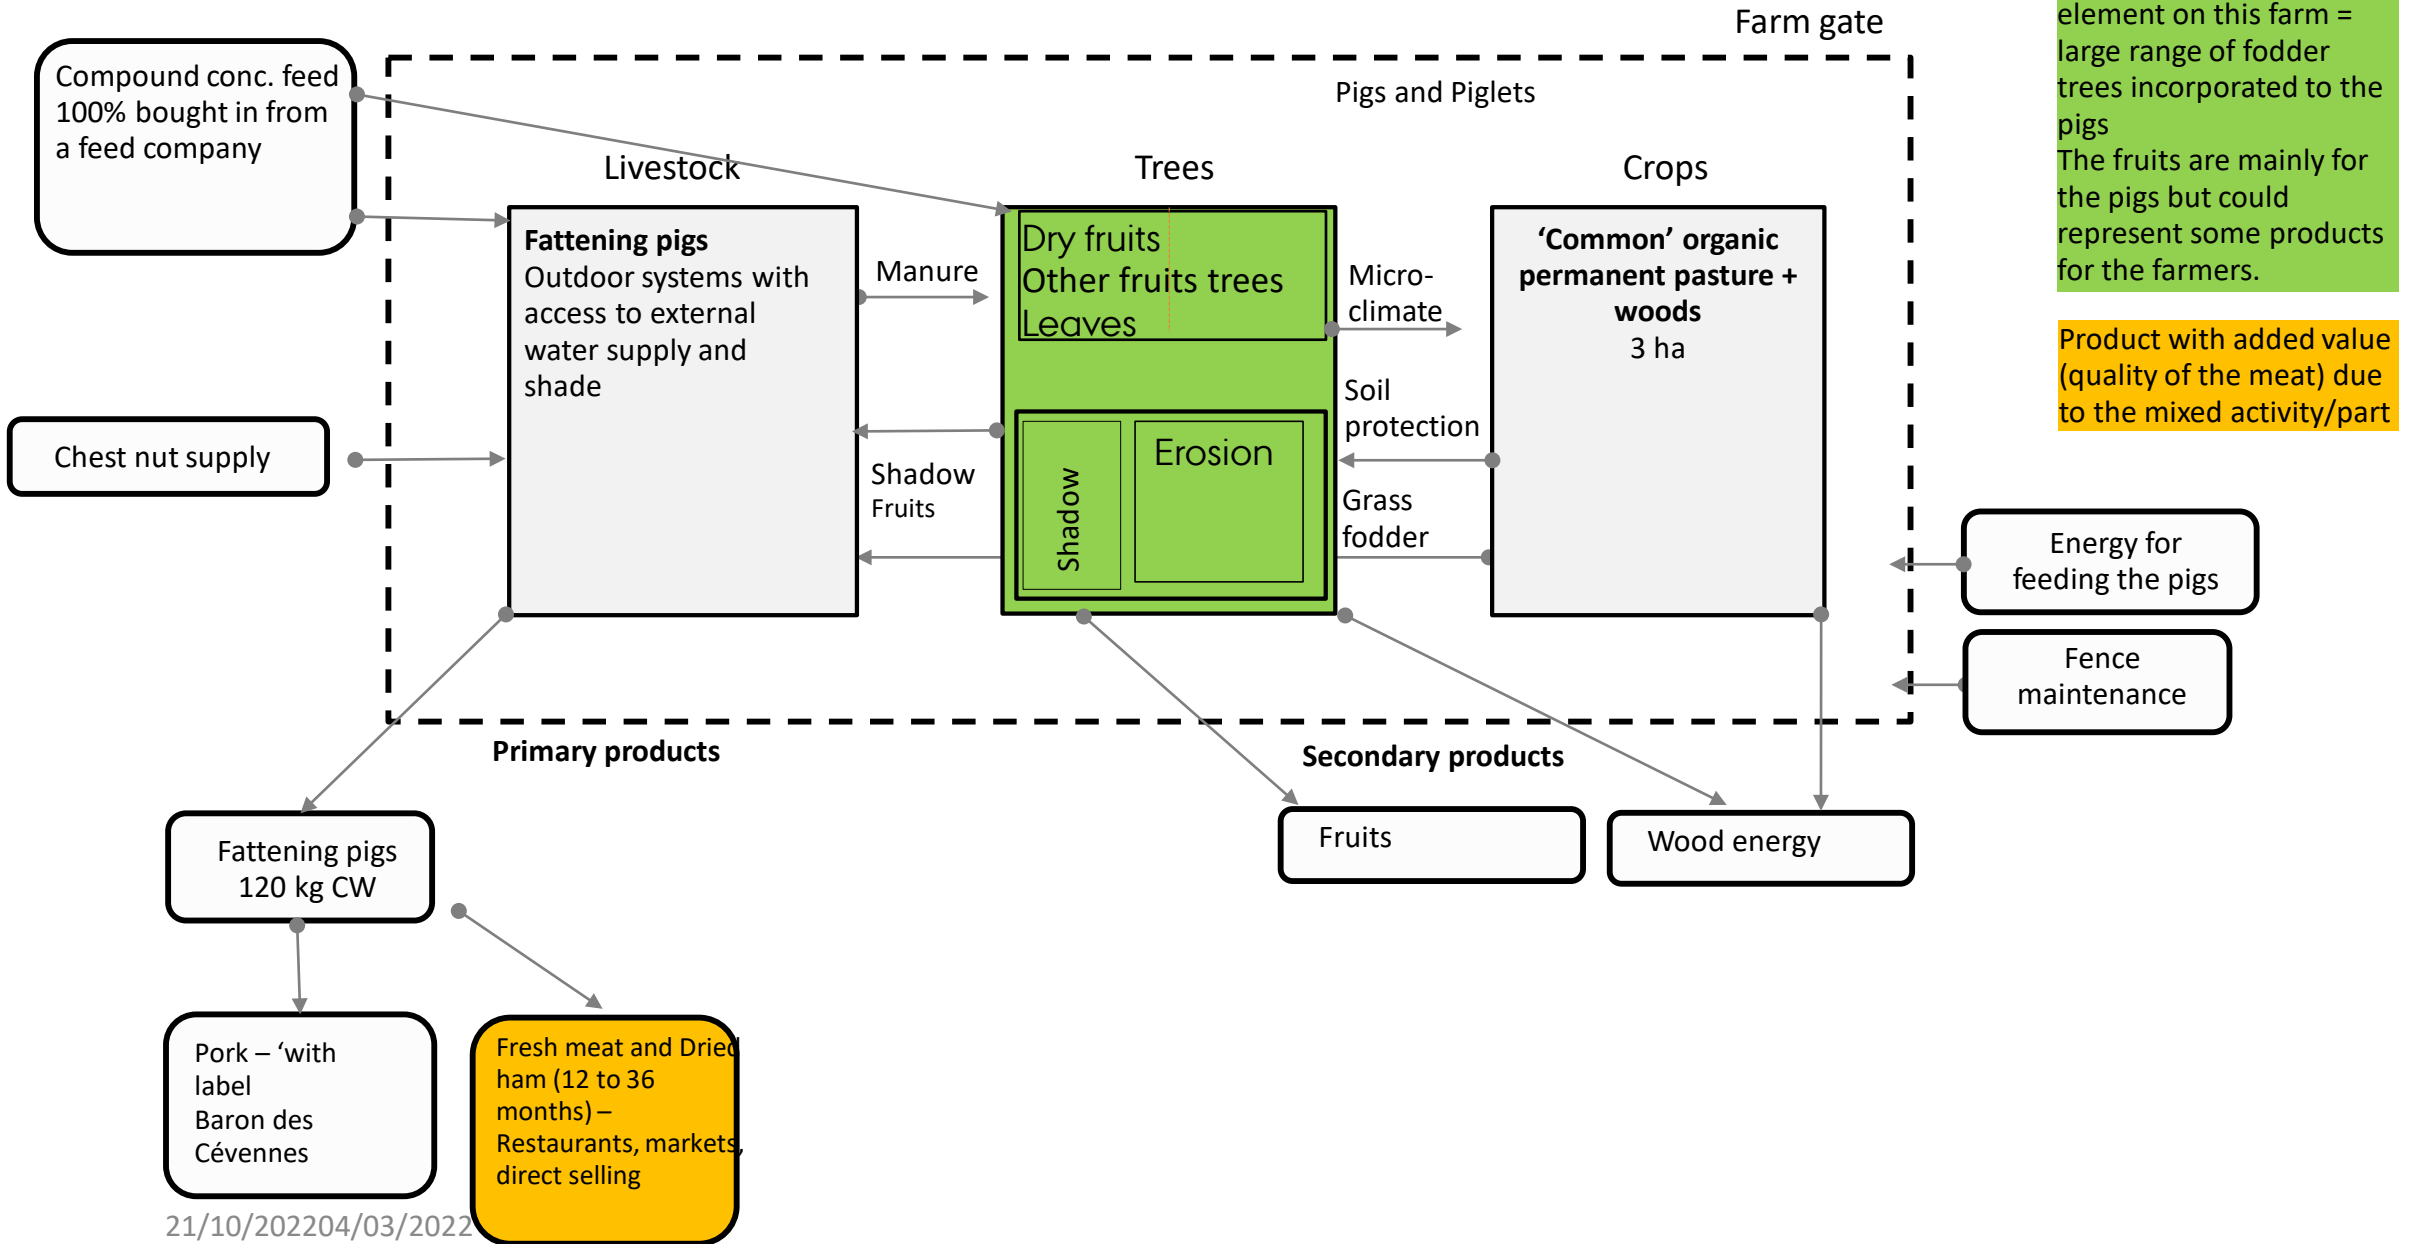 Farm gate
element on this farm =
large range of fodder
trees incorporated to the
pigs
The fruits are mainly for
the pigs but could
represent some products
for the farmers.
Product with added value
(quality of the meat) due
to the mixed activity/part
Compound conc. feed
100% bought in from
a feed company
Pigs and Piglets
Livestock
Trees
Crops
Fattening pigs
Outdoor systems with
access to external
water supply and
shade
Manure
Dry fruits
Other fruits trees
Leaves
Micro-
climate
‘Common’ organic
permanent pasture +
woods
3 ha
Chest nut supply
Shadow
Fruits
Shadow
Erosion
Soil
protection
Grass
fodder
Energy for
feeding the pigs
Fence
maintenance
Primary products
Secondary products
Fattening pigs
120 kg CW
Fruits
Wood energy
Pork – ‘with
label
Baron des
Cévennes
Fresh meat and Dried
ham (12 to 36
months) –
Restaurants, markets,
direct selling
21/10/202204/03/2022